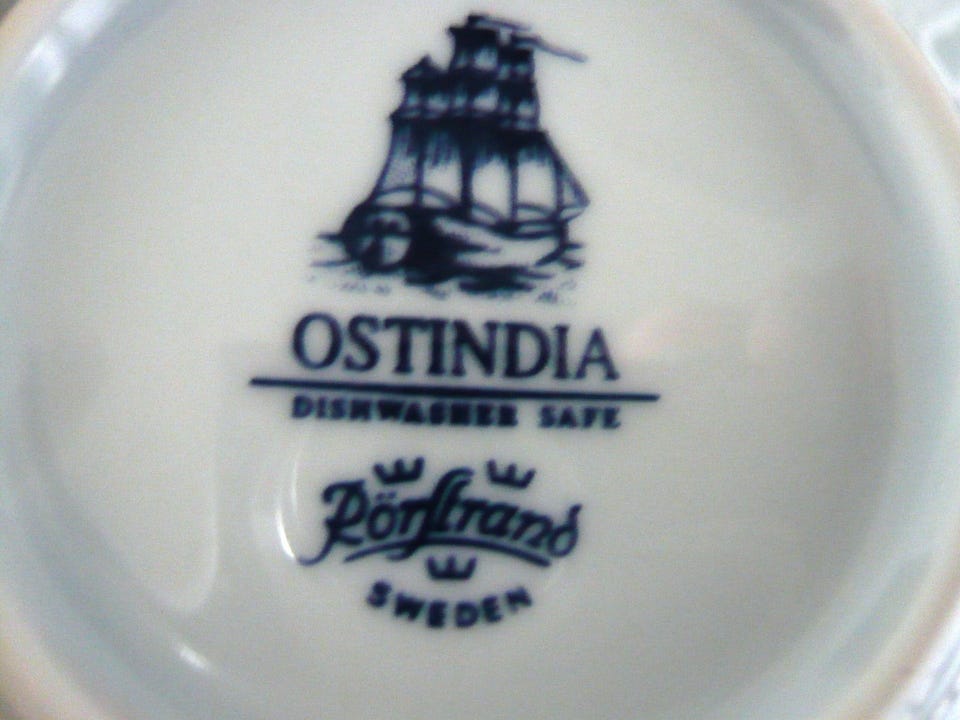 OSTINDIA
DISHWASHER SAFE
Rörstrand
SWEDEN